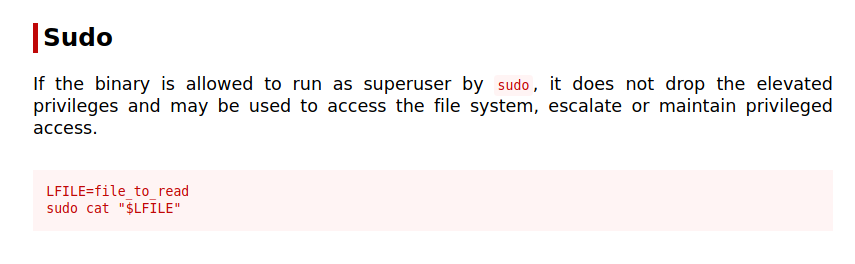 Sudo
If the binary is allowed to run as superuser by sudo, it does not drop the elevated
privileges and may be used to access the file system, escalate or maintain privileged
access.
LFILE=file_to_read
sudo cat "$LFILE"